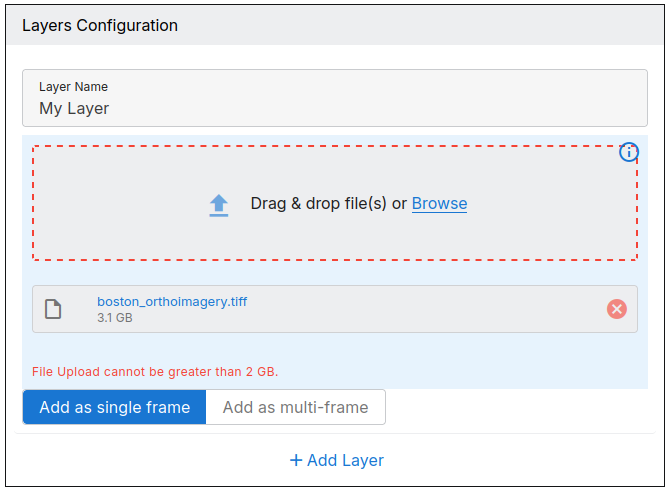 Layers Configuration
Layer Name
My Layer
Drag & drop file(s) or Browse
boston_orthoimagery.tiff
3.1 GB
File Upload cannot be greater than 2 GB.
Add as single frame Add as multi-frame
+ Add Layer